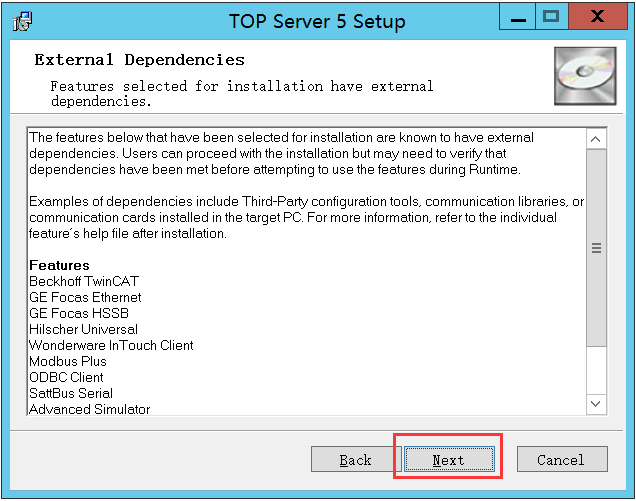 TOP Server 5 Setup
External Dependencies
Features selected for installation have external
dependencies.
The features below that have been selected for installation are known to have external
dependencies. Users can proceed with the installation but may need to verify that
dependencies have been met before attempting to use the features during Runtime.
Examples of dependencies include Third-Party configuration tools, communication libraries, or
communication cards installed in the target PC. For more information, refer to the individual
feature's help file after installation.
Features
Beckhoff TwinCAT
GE Focas Ethernet
GE Focas HSSB
Hilscher Universal
Wonderware InTouch Client
Modbus Plus
ODBC Client
SattBus Serial
Advanced Simulator
Back
Next
Cancel